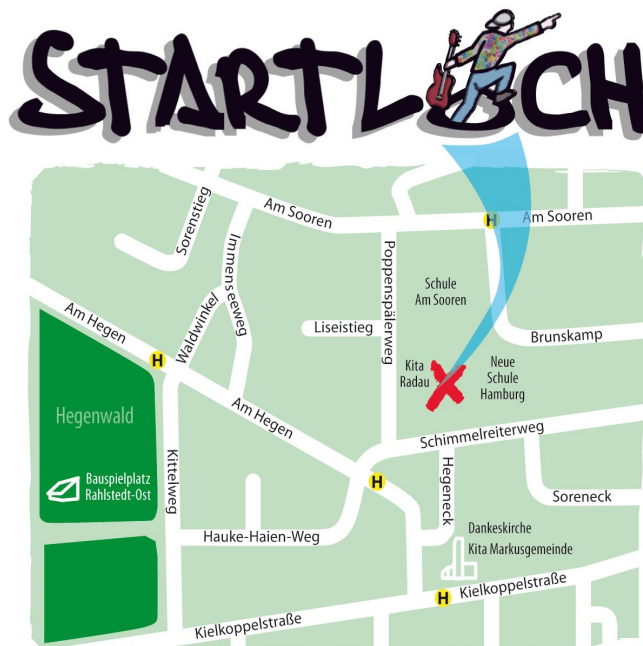 STARTLOCH
Am Sooren
H
Am Sooren
Sorenstieg
Immenseeweg
Poppenspälerweg
Schule
Am Sooren
Am Hegen
Waldwinkel
Liseistieg
Brunskamp
H
Kita
Radau
Neue
Schule
Hamburg
Hegenwald
Am Hegen
Schimmelreiterweg
Kittelweg
Hegeneck
Bauspielplatz
Rahlstedt-Ost
H
Soreneck
Hauke-Haien-Weg
Dankeskirche
Kita Markusgemeinde
H
Kielkoppelstraße
Kielkoppelstraße